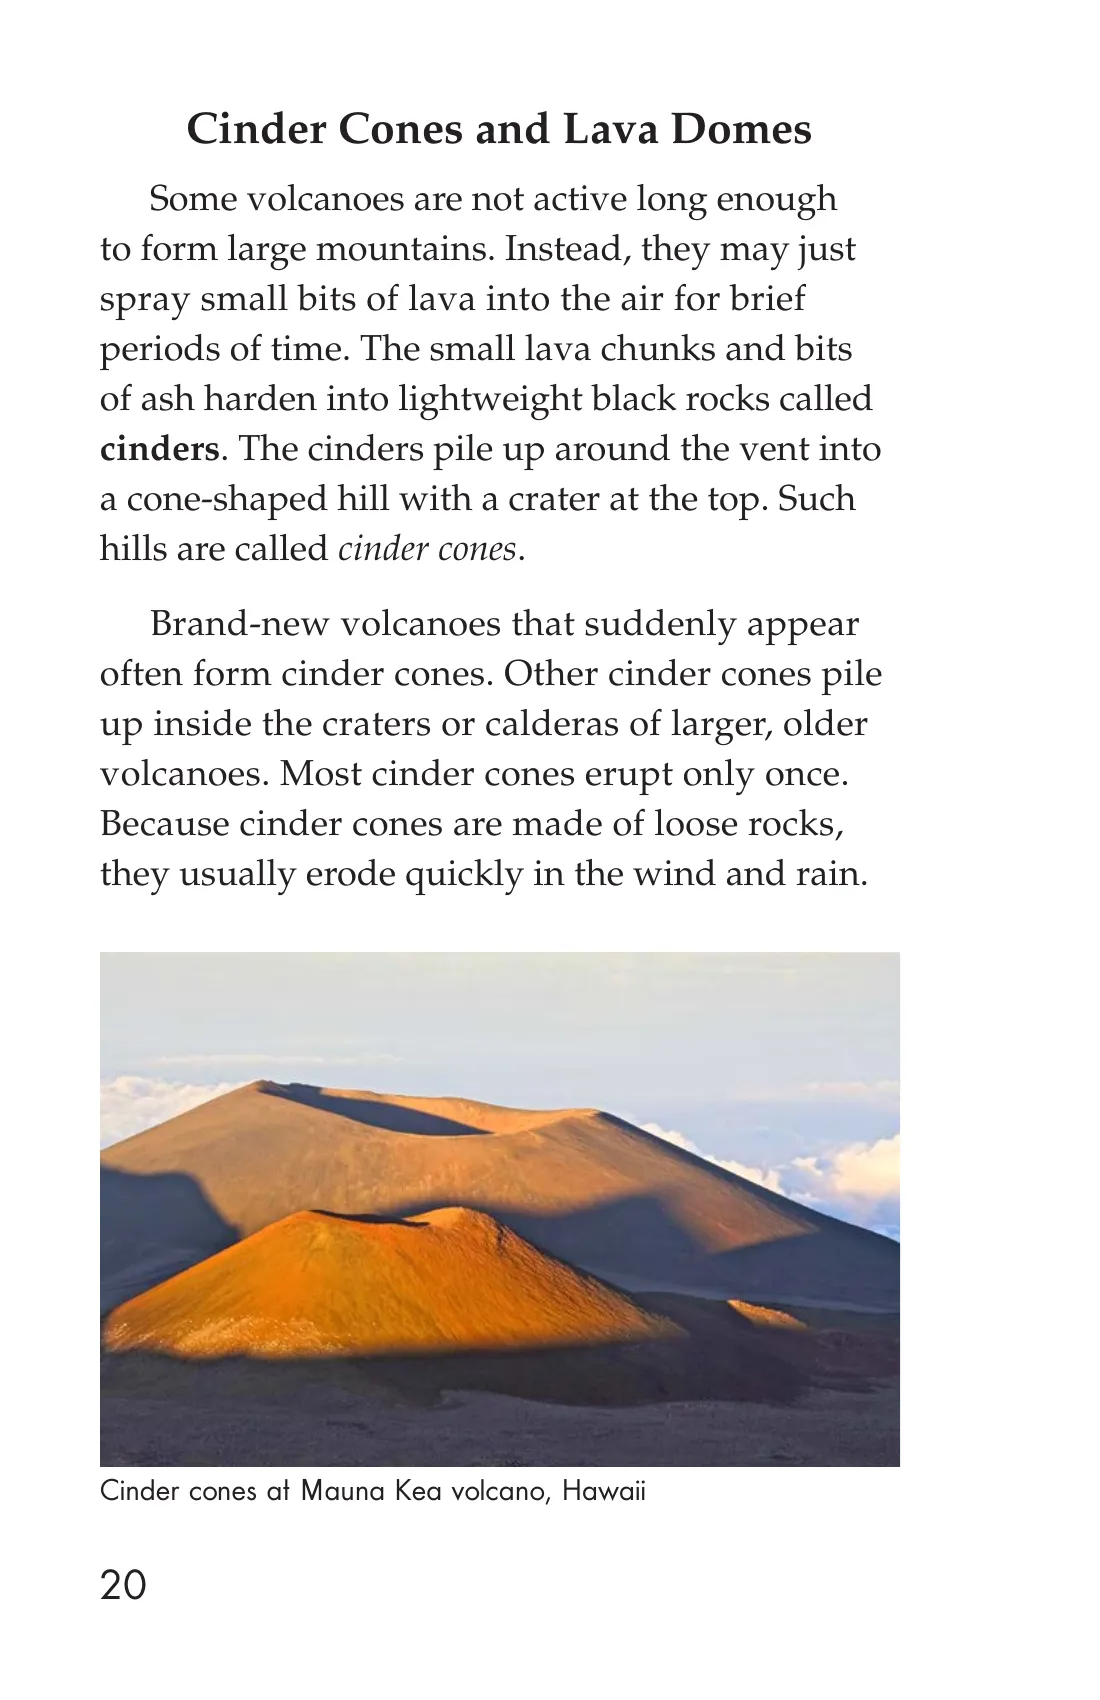 Cinder Cones and Lava Domes
Some volcanoes are not active long enough
to form large mountains. Instead, they may just
spray small bits of lava into the air for brief
periods of time. The small lava chunks and bits
of ash harden into lightweight black rocks called
cinders. The cinders pile up around the vent into
a cone-shaped hill with a crater at the top. Such
hills are called cinder cones.
Brand-new volcanoes that suddenly appear
often form cinder cones. Other cinder cones pile
up inside the craters or calderas of larger, older
volcanoes. Most cinder cones erupt only once.
Because cinder cones are made of loose rocks,
they usually erode quickly in the wind and rain.
Cinder cones at Mauna Kea volcano, Hawaii
20